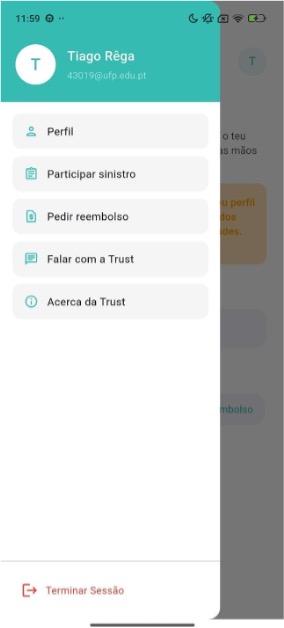 11:59
T
Tiago Rêga
43019@ufp.edu.pt
T
Perfil
o teu
as mãos
Participar sinistro
Pedir reembolso
u perfil
dos
des.
Falar com a Trust
Acerca da Trust
mbolso
Terminar Sessão